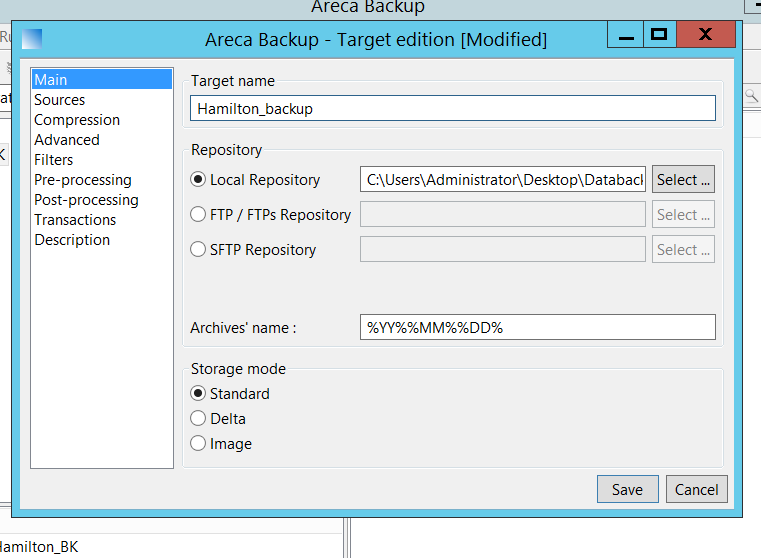 Areca Backup
Areca Backup - Target edition [Modified]
Main
Sources
Compression
Advanced
Filters
Pre-processing
Post-processing
Transactions
Description
Target name
Hamilton_backup
Repository
Local Repository
C:\Users\Administrator\Desktop\Databack
Select ...
FTP / FTPs Repository
Select ...
SFTP Repository
Select ...
Archives' name :
%YY%%MM%%DD%
Storage mode
Standard
Delta
Image
Save
Cancel
Hamilton_BK